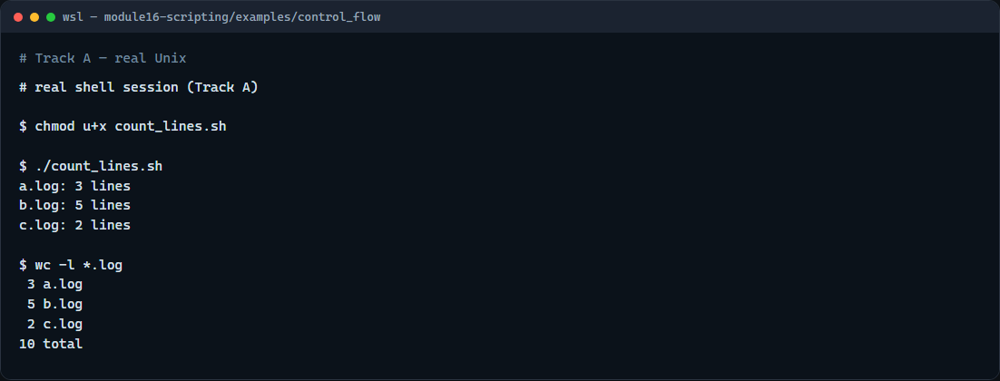 wsl — module16-scripting/examples/control_flow
# Track A — real Unix
# real shell session (Track A)
$ chmod u+x count_lines.sh
$ ./count_lines.sh
a.log: 3 lines
b.log: 5 lines
c.log: 2 lines
$ wc -l *.log
 3 a.log
 5 b.log
 2 c.log
10 total